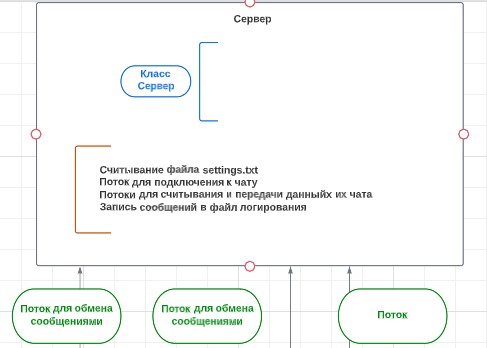 Сервер
Класс
Сервер
Считывание файла settings.txt
Поток для подключения к чату
Потоки для считывания и передачи данныйх их чата
Запись сообщений в файл логирования
Поток для обмена
сообщениями
Поток для обмена
сообщениями
Поток